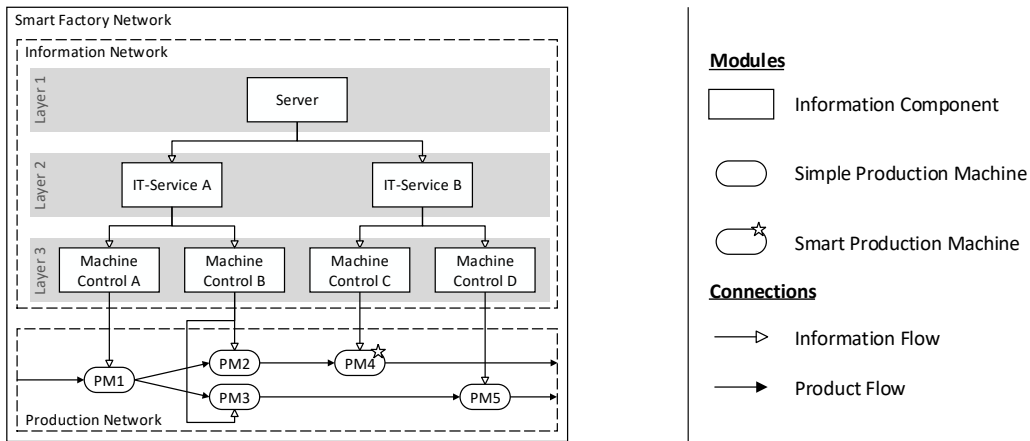 Smart Factory Network
Information Network
Layer 1
Server
Layer 2
IT-Service A
IT-Service B
Layer 3
Machine
Control A
Machine
Control B
Machine
Control C
Machine
Control D
PM1
PM2
PM4
PM3
PM5
Production Network
Modules
Information Component
Simple Production Machine
Smart Production Machine
Connections
Information Flow
Product Flow